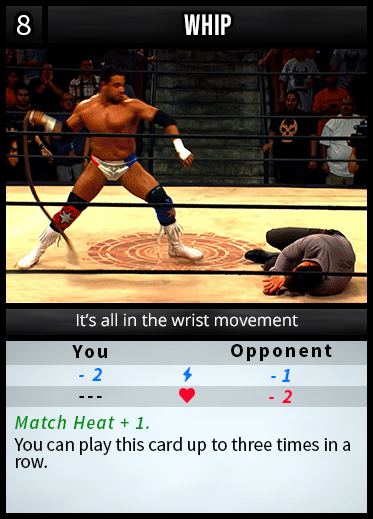 8 WHIP
It's all in the wrist movement
You Opponent
- 2 - 1
--- - 2
Match Heat + 1.
You can play this card up to three times in a
row.